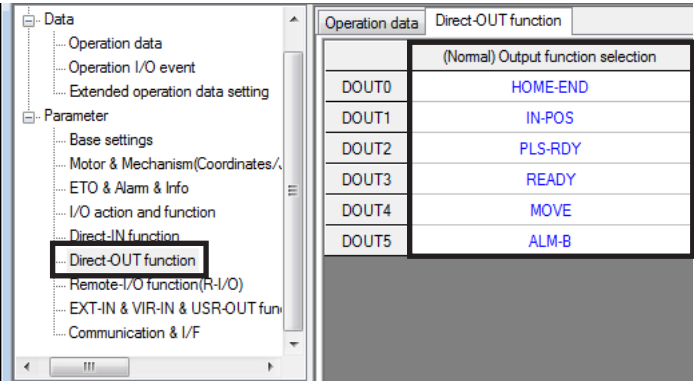 Data
Operation data
Operation I/O event
Extended operation data setting
Parameter
Base settings
Motor & Mechanism(Coordinates/
ETO & Alarm & Info
I/O action and function
Direct-IN function
Direct-OUT function
Remote-I/O function(R-I/O)
EXT-IN & VIR-IN & USR-OUT fun
Communication & I/F
Operation data Direct-OUT function
(Normal) Output function selection
DOUT0 HOME-END
DOUT1 IN-POS
DOUT2 PLS-RDY
DOUT3 READY
DOUT4 MOVE
DOUT5 ALM-B